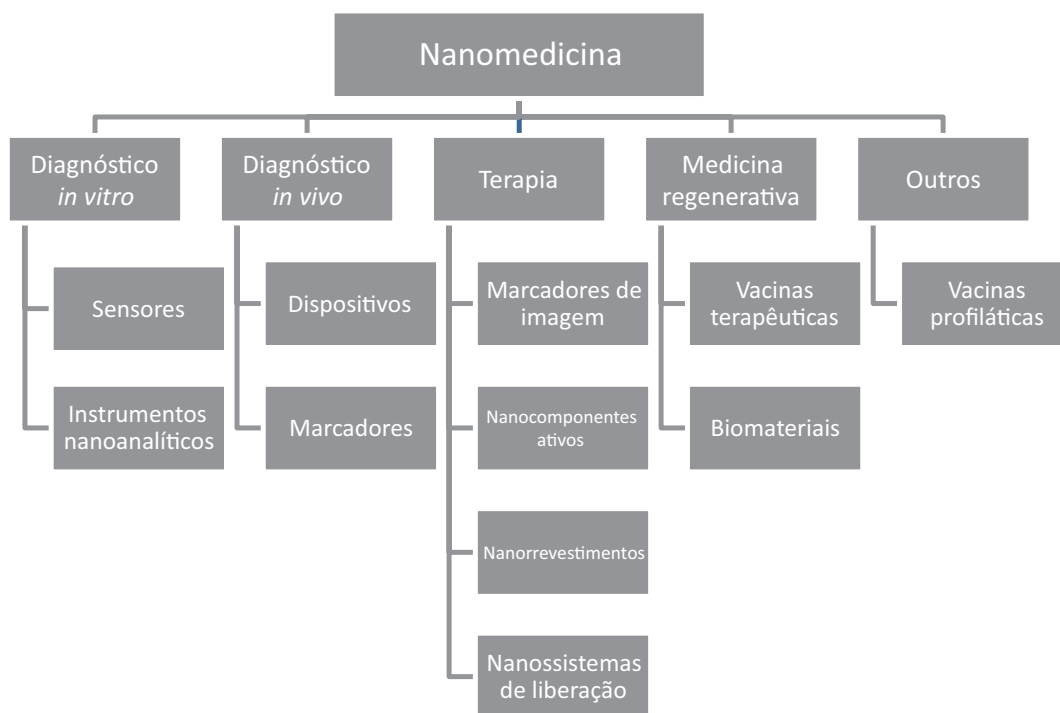 Nanomedicina
Diagnóstico
in vitro
Diagnóstico
in vivo
Terapia
Medicina
regenerativa
Outros
Sensores
Dispositivos
Marcadores de
imagem
Vacinas
terapêuticas
Vacinas
profiláticas
Instrumentos
nanoanalíticos
Marcadores
Nanocomponentes
ativos
Biomateriais
Nanorrevestimentos
Nanossistemas
de liberação